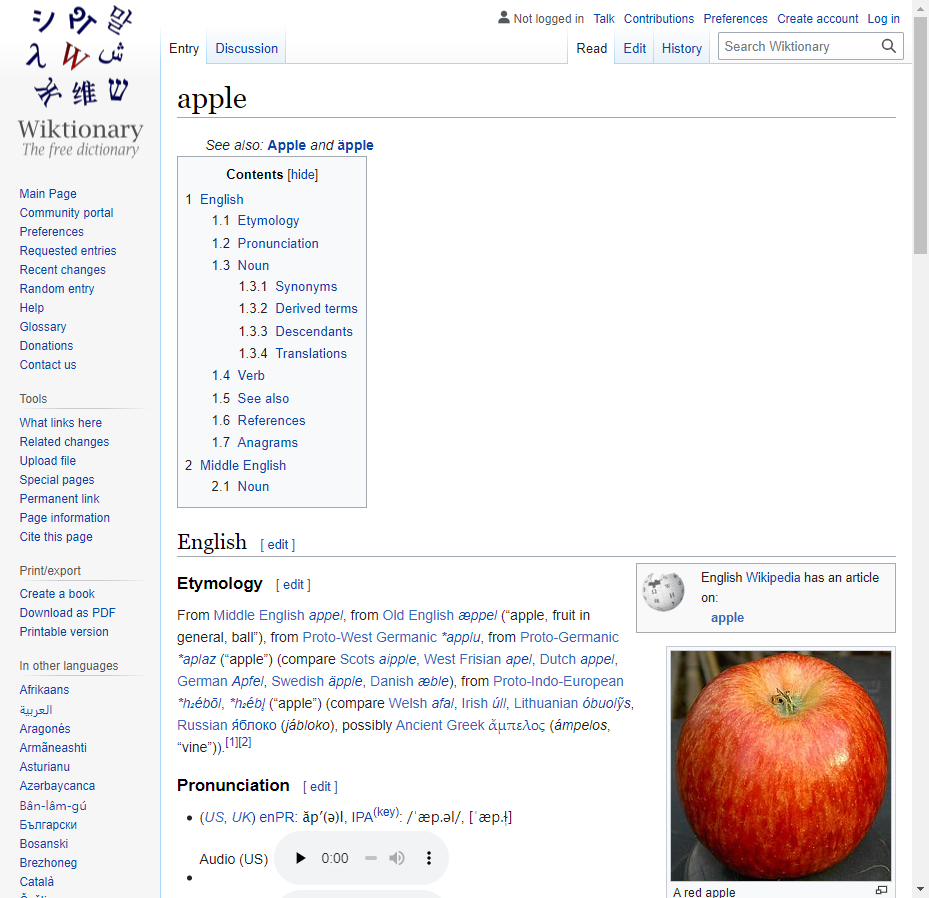 シ
말
λ
W
ش
维
ש
Wiktionary
The free dictionary
Main Page
Community portal
Preferences
Requested entries
Recent changes
Random entry
Help
Glossary
Donations
Contact us
Tools
What links here
Related changes
Upload file
Special pages
Permanent link
Page information
Cite this page
Print/export
Create a book
Download as PDF
Printable version
In other languages
Afrikaans
العربية
Aragonés
Armãneashti
Asturianu
Azərbaycanca
Bân-lâm-gú
Български
Bosanski
Brezhoneg
Català
Not logged in Talk Contributions Preferences Create account Log in
Entry Discussion Read Edit History Search Wiktionary
apple
See also: Apple and äpple
Contents [hide]
1 English
1.1 Etymology
1.2 Pronunciation
1.3 Noun
1.3.1 Synonyms
1.3.2 Derived terms
1.3.3 Descendants
1.3.4 Translations
1.4 Verb
1.5 See also
1.6 References
1.7 Anagrams
2 Middle English
2.1 Noun
English [ edit ]
Etymology [ edit ]
From Middle English appel, from Old English æppel (“apple, fruit in
general, ball”), from Proto-West Germanic *applu, from Proto-Germanic
*aplaz (“apple”) (compare Scots aipple, West Frisian apel, Dutch appel,
German Apfel, Swedish äpple, Danish æble), from Proto-Indo-European
*h₂ébōl, *h₂ébl̥ (“apple”) (compare Welsh afal, Irish úll, Lithuanian óbuolỹs,
Russian я́блоко (jábloko), possibly Ancient Greek ἄμπελος (ámpelos,
“vine”)).[1][2]
Pronunciation [ edit ]
(US, UK) enPR: ăpʹ(ə)l, IPA(key): /ˈæp.əl/, [ˈæp.ɫ̩]
Audio (US) 0:00
English Wikipedia has an article
on:
apple
A red apple